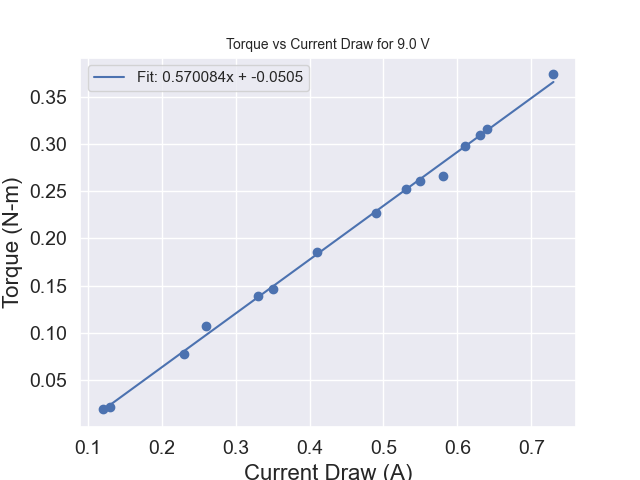 Torque vs Current Draw for 9.0 V
Fit: 0.570084x + -0.0505
Torque (N-m)
0.35
0.30
0.25
0.20
0.15
0.10
0.05
0.1 0.2 0.3 0.4 0.5 0.6 0.7
Current Draw (A)